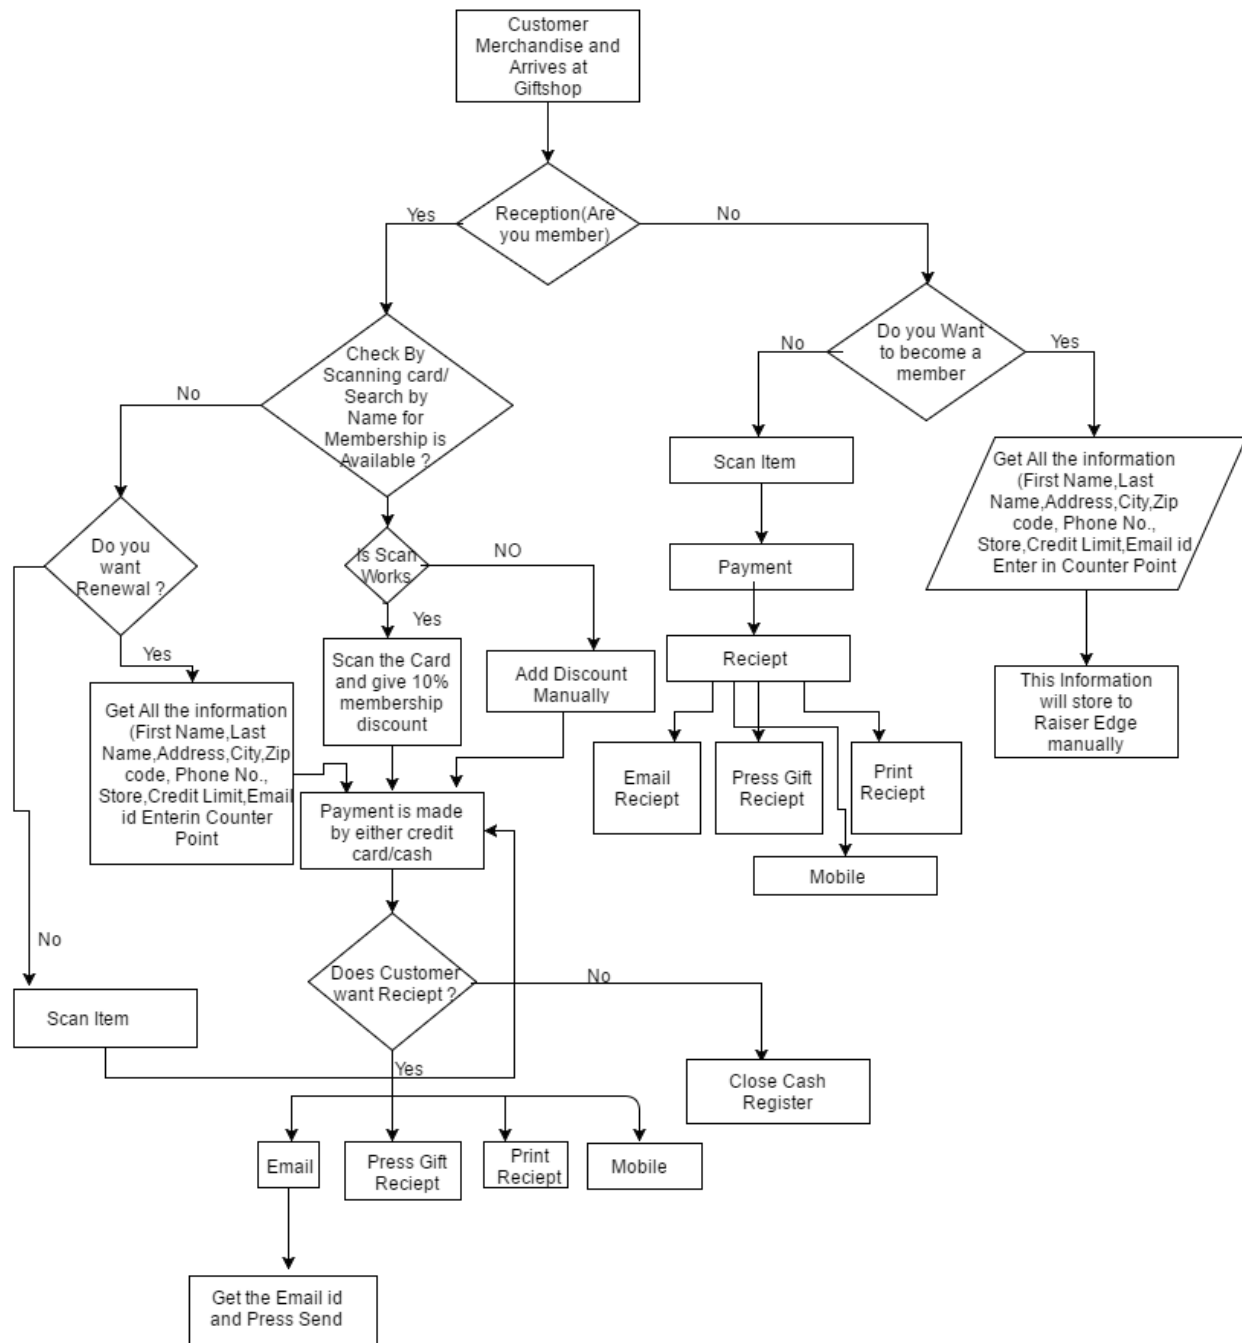 Customer
Merchandise and
Arrives at
Giftshop
Reception(Are
you member)
Yes
No
Check By
Scanning card/
Search by
Name for
Membership is
Available ?
No
Do you Want
to become a
member
No
Yes
Scan Item
Get All the information
(First Name,Last
Name,Address,City,Zip
code, Phone No.,
Store,Credit Limit,Email id
Enter in Counter Point
Do you
want
Renewal ?
Is Scan
Works
NO
Payment
Yes
Yes
Scan the Card
and give 10%
membership
discount
Add Discount
Manually
Reciept
This Information
will store to
Raiser Edge
manually
Get All the information
(First Name,Last
Name,Address,City,Zip
code, Phone No.,
Store,Credit Limit,Email
id Enterin Counter
Point
Email
Reciept
Press Gift
Reciept
Print
Reciept
Payment is made
by either credit
card/cash
Mobile
No
Does Customer
want Reciept ?
No
Scan Item
Yes
Close Cash
Register
Email
Press Gift
Reciept
Print
Reciept
Mobile
Get the Email id
and Press Send